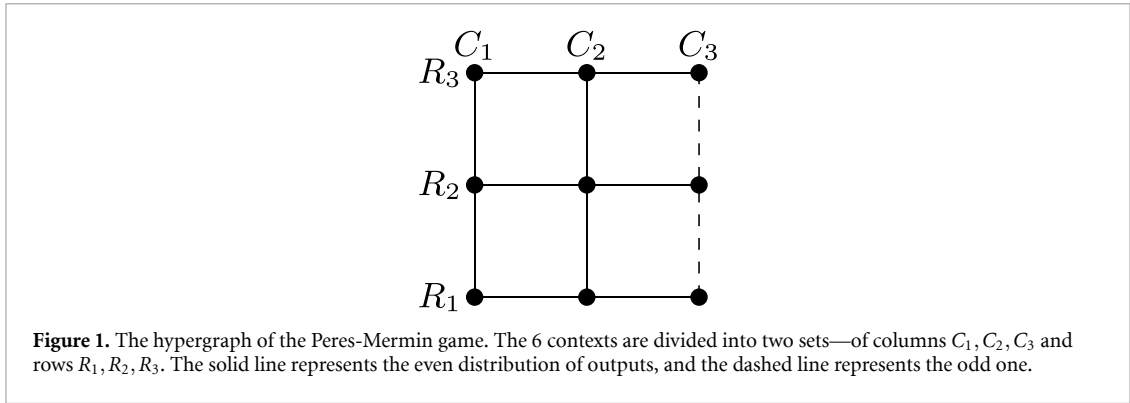 C₁ C₂ C₃
R₃
R₂
R₁
Figure 1. The hypergraph of the Peres-Mermin game. The 6 contexts are divided into two sets—of columns C₁, C₂, C₃ and
rows R₁, R₂, R₃. The solid line represents the even distribution of outputs, and the dashed line represents the odd one.